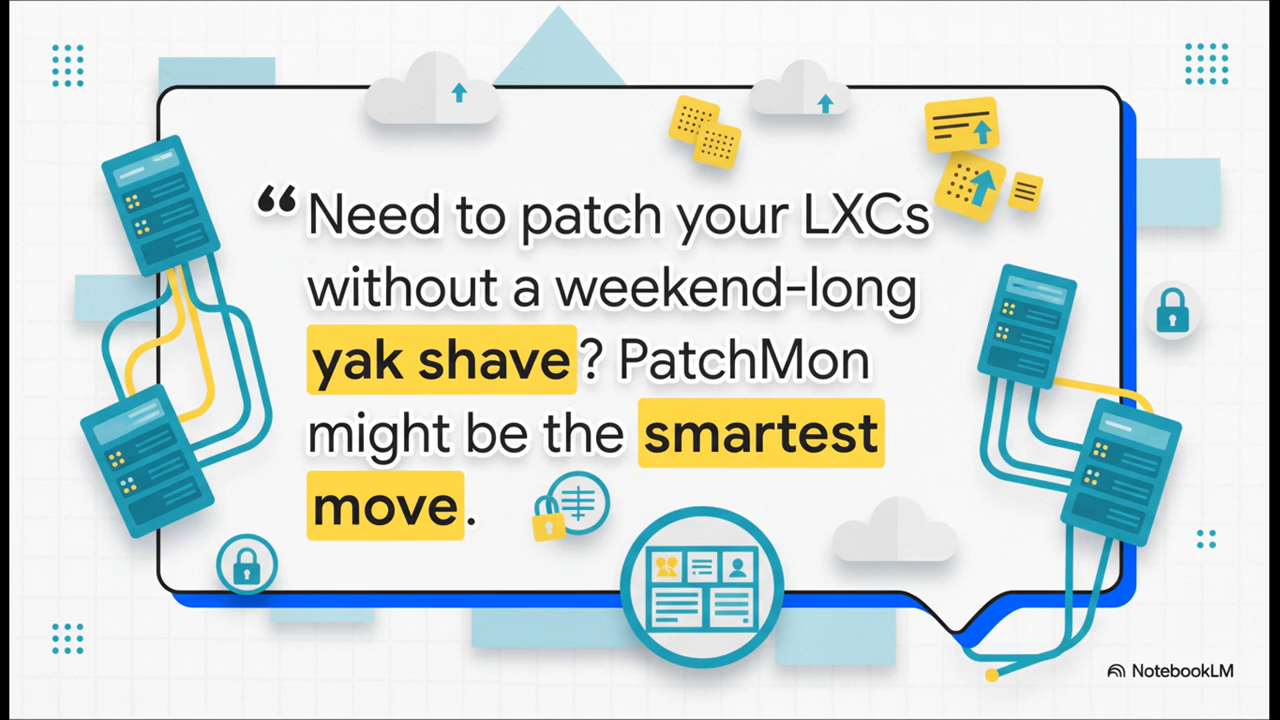 “Need to patch your LXCs
without a weekend-long
yak shave? PatchMon
might be the smartest
move.
NotebookLM